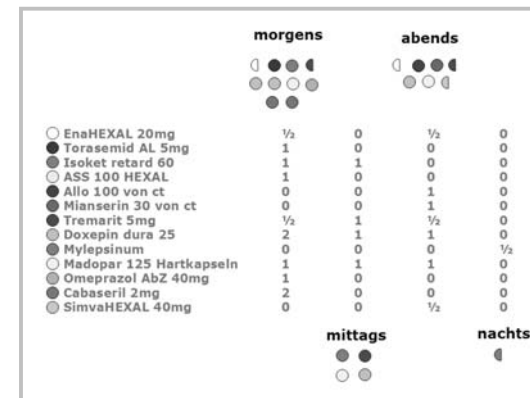 morgens abends
EnaHEXAL 20mg ½ 0 ½ 0
Torasemid AL 5mg 1 0 0 0
Isoket retard 60 1 1 0 0
ASS 100 HEXAL 1 0 0 0
Allo 100 von ct 0 0 1 0
Mianserin 30 von ct 0 0 1 0
Tremarit 5mg ½ 1 ½ 0
Doxepin dura 25 2 1 1 0
Mylepsinum 0 0 0 ½
Madopar 125 Hartkapseln 1 1 1 0
Omeprazol AbZ 40mg 1 0 0 0
Cabaseril 2mg 2 0 0 0
SimvaHEXAL 40mg 0 0 ½ 0
mittags nachts